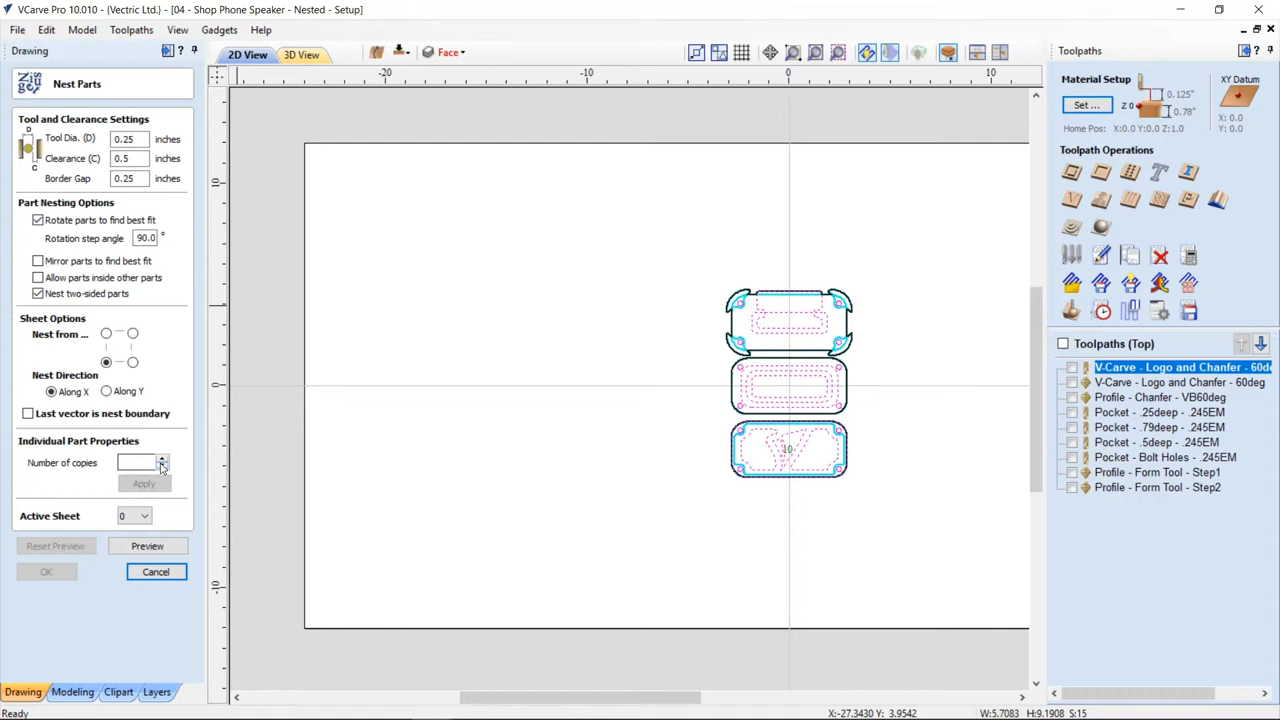 VCarve Pro 10.010 - {Vectric Ltd.} - [04 - Shop Phone Speaker - Nested - Setup]
File Edit Model Toolpaths View Gadgets Help
Drawing
Nest Parts
Tool and Clearance Settings
D
C
Tool Dia. (D) 0.25 inches
Clearance (C) 0.5 inches
Border Gap 0.25 inches
Part Nesting Options
Rotate parts to find best fit
Rotation step angle 90.0 °
Mirror parts to find best fit
Allow parts inside other parts
Nest two-sided parts
Sheet Options
Nest from ...
Nest Direction
Along X Along Y
Last vector is nest boundary
Individual Part Properties
Number of copies
Apply
Active Sheet 0
Reset Preview Preview
OK Cancel
Drawing Modeling Clipart Layers
Ready
2D View 3D View
Face
-20 -10 0 10
10
0
-10
10
Toolpaths
Material Setup
Set ...
Z 0
0.125"
0.78"
XY Datum
X: 0.0
Y: 0.0
Home Pos: X:0.0 Y:0.0 Z:1.0
Toolpath Operations
Toolpaths (Top)
V-Carve - Logo and Chanfer - 60de
V-Carve - Logo and Chanfer - 60deg
Profile - Chanfer - VB60deg
Pocket - .25deep - .245EM
Pocket - .79deep - .245EM
Pocket - .5deep - .245EM
Pocket - Bolt Holes - .245EM
Profile - Form Tool - Step1
Profile - Form Tool - Step2
X:-27.3430 Y: 3.9542
W:5.7083 H:9.1908 S:15